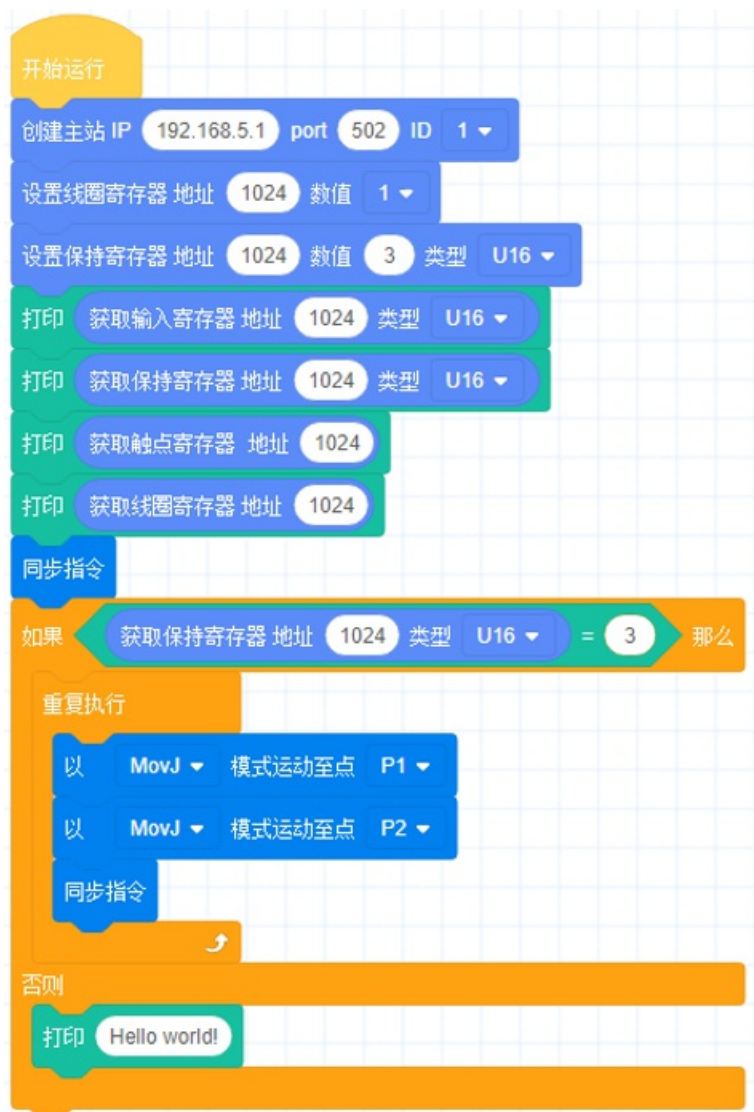 开始运行
创建主站 IP 192.168.5.1 port 502 ID 1
设置线圈寄存器 地址 1024 数值 1
设置保持寄存器 地址 1024 数值 3 类型 U16
打印 获取输入寄存器 地址 1024 类型 U16
打印 获取保持寄存器 地址 1024 类型 U16
打印 获取触点寄存器 地址 1024
打印 获取线圈寄存器 地址 1024
同步指令
如果 获取保持寄存器 地址 1024 类型 U16 = 3 那么
重复执行
以 MovJ 模式运动至点 P1
以 MovJ 模式运动至点 P2
同步指令
否则
打印 Hello world!